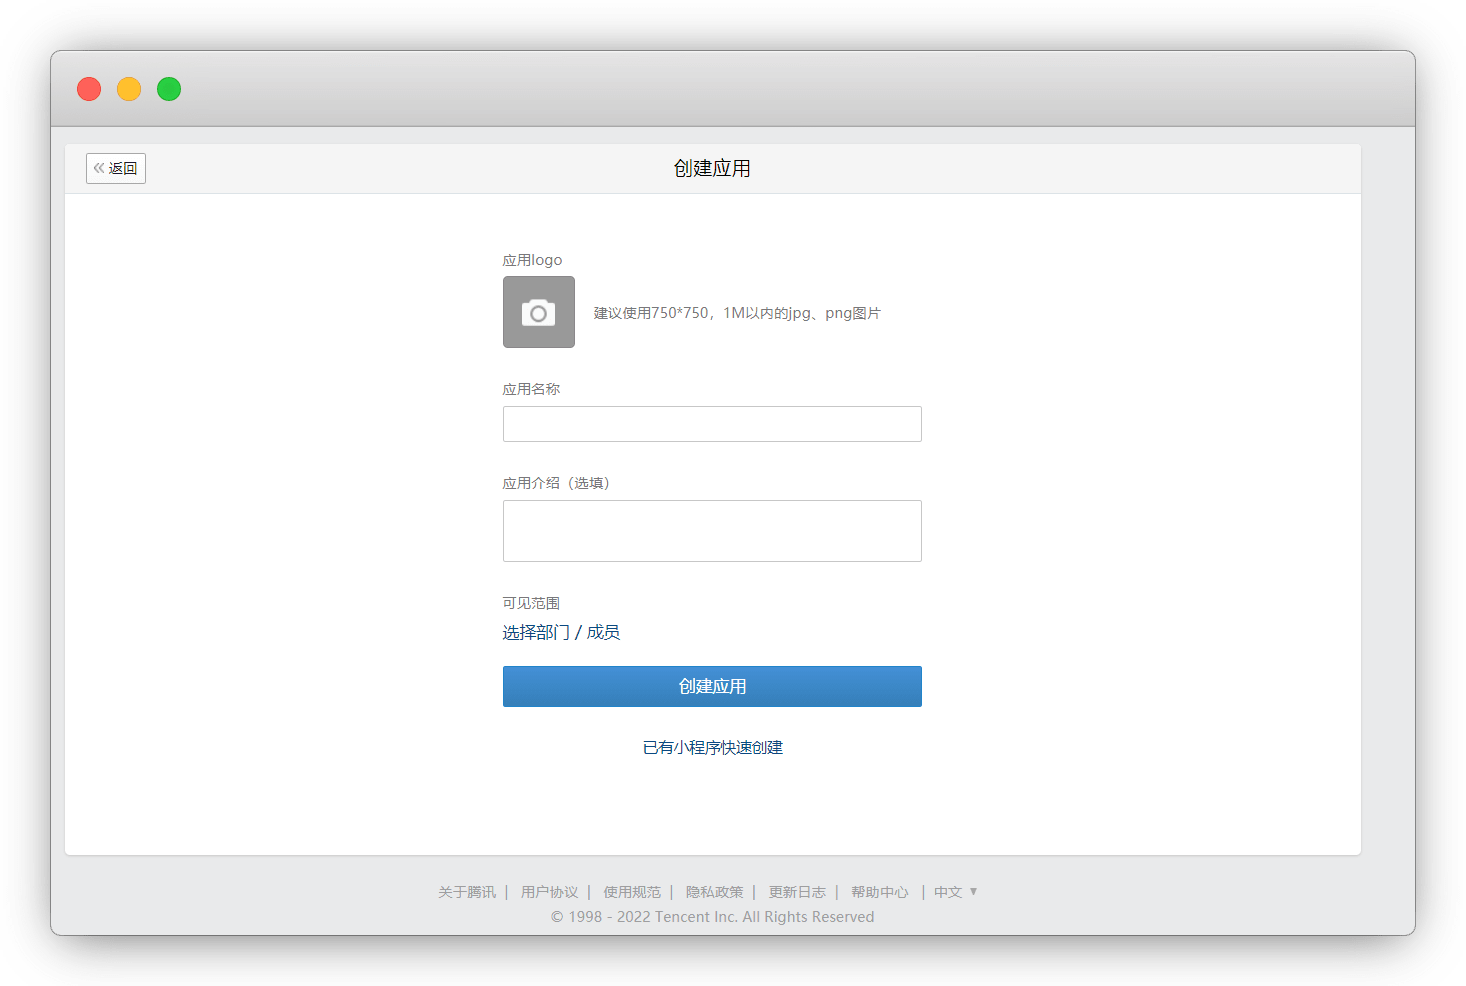 « 返回
创建应用
应用logo
建议使用750*750，1M以内的jpg、png图片
应用名称
应用介绍（选填）
可见范围
选择部门 / 成员
创建应用
已有小程序快速创建
关于腾讯 | 用户协议 | 使用规范 | 隐私政策 | 更新日志 | 帮助中心 | 中文 ▼
© 1998 - 2022 Tencent Inc. All Rights Reserved